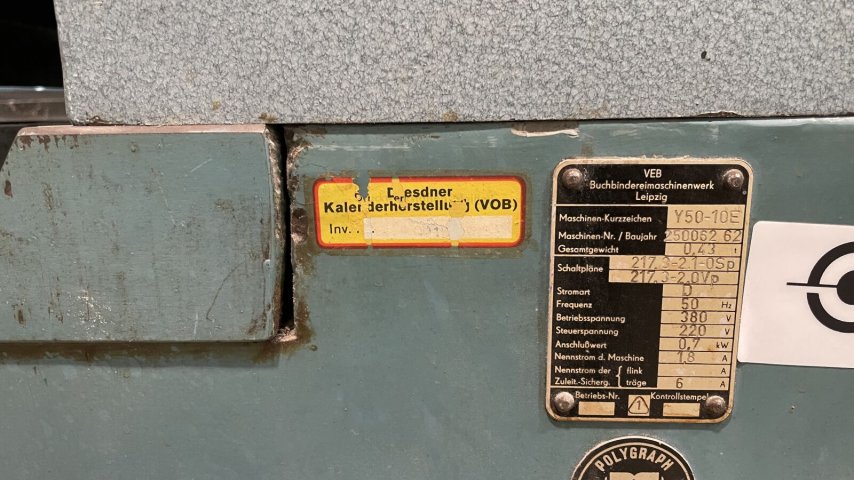 Dresdner
Kalenderherstellung (VOB)
Inv.
VEB
Buchbindereimaschinenwerk
Leipzig
Maschinen-Kurzzeichen Y50-10E
Maschinen-Nr. / Baujahr 250062 62
Gesamtgewicht 0,43 t
Schaltpläne 217.3-2.1-0Sp
217.3-2.0Vp
Stromart D
Frequenz 50 Hz
Betriebsspannung 380 V
Steuerspannung 220 V
Anschlußwert 0,7 kW
Nennstrom d. Maschine 1,8 A
Nennstrom der { flink A
Zuleit.-Sicherg. träge 6 A
Betriebs-Nr. 1 Kontrollstempel
POLYGRAPH